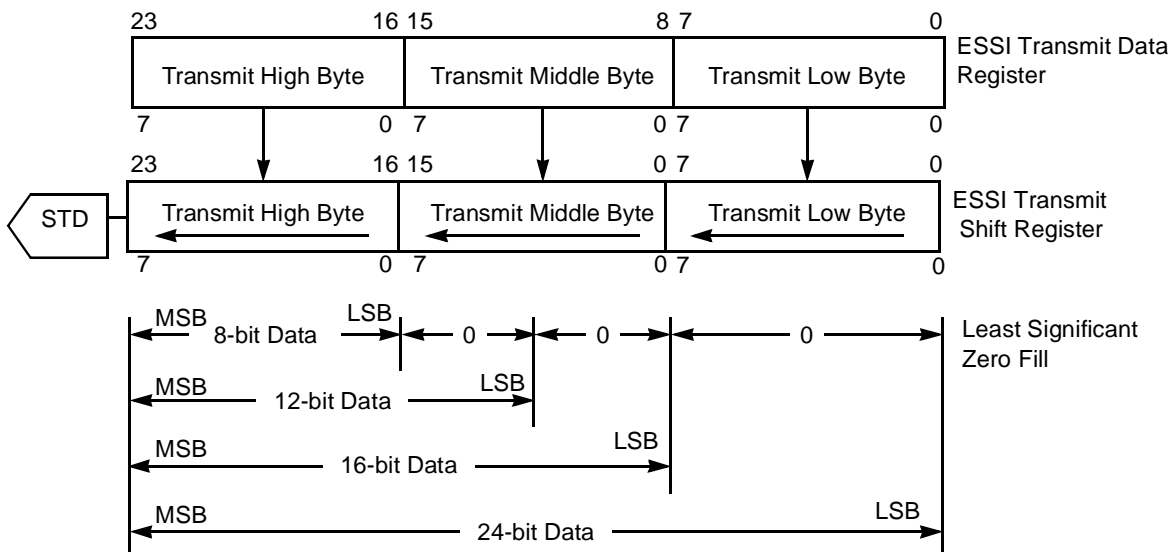 23 16 15 8 7 0
ESSI Transmit Data
Register
Transmit High Byte Transmit Middle Byte Transmit Low Byte
7 0 7 0 7 0
23 16 15 0 7 0
STD
Transmit High Byte Transmit Middle Byte Transmit Low Byte
ESSI Transmit
Shift Register
7 0 7 0 7 0
MSB LSB
8-bit Data 0 0 0
Least Significant
Zero Fill
MSB LSB
12-bit Data
MSB LSB
16-bit Data
MSB LSB
24-bit Data